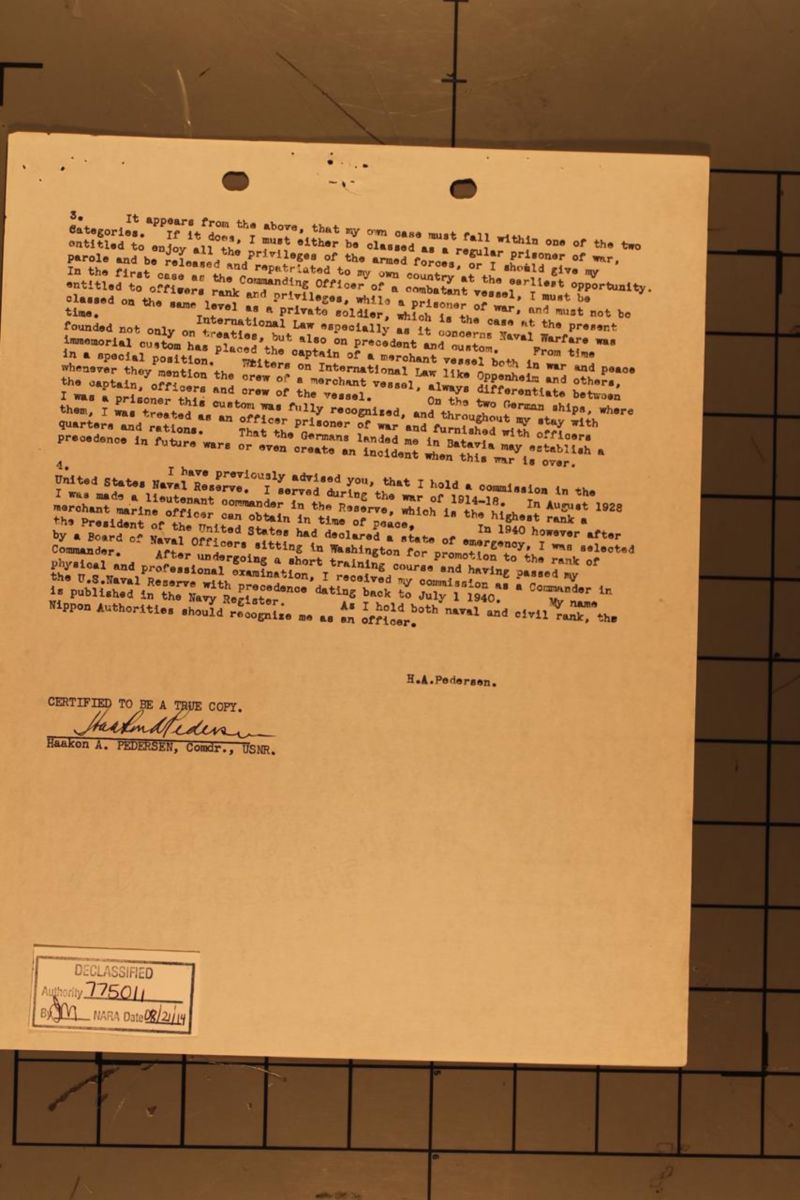 3.      It appears from the above, that my own case must fall within one of the two
Categories.  If it does, I must either be classed as a regular prisoner of war,
entitled to enjoy all the privileges of the armed forces, or I should give my
parole and be released and repatriated to my own country at the earliest opportunity.
In the first case as the Commanding Officer of a combatant vessel, I must be
entitled to officers rank and privileges, while a prisoner of war, and must not be
classed on the same level as a private soldier, which is the case at the present
time.      International Law especially as it concerns Naval Warfare was
founded not only on treaties, but also on precedent and custom.      From time
immemorial custom has placed the captain of a merchant vessel both in war and peace
in a special position.    Writers on International Law like Oppenheim and others,
whenever they mention the crew of a merchant vessel, always differentiate between
the captain, officers and crew of the vessel.      On the two German ships, where
I was a prisoner this custom was fully recognized, and throughout my stay with
them, I was treated as an officer prisoner of war and furnished with officers
quarters and rations.    That the Germans landed me in Batavia may establish a
precedence in future wars or even create an incident when this war is over.
4.      I have previously advised you, that I hold a commission in the
United States Naval Reserve.  I served during the war of 1914-18.  In August 1928
I was made a lieutenant commander in the Reserve, which is the highest rank a
merchant marine officer can obtain in time of peace,      In 1940 however after
the President of the United States had declared a state of emergency, I was selected
by a Board of Naval Officers sitting in Washington for promotion to the rank of
Commander.    After undergoing a short training course and having passed my
physical and professional examination, I received my commission as a Commander in
the U.S.Naval Reserve with precedence dating back to July 1 1940.      My name
is published in the Navy Register.      As I hold both naval and civil rank, the
Nippon Authorities should recognize me as an officer.
H.A.Pedersen.
CERTIFIED TO BE A TRUE COPY.
Haakon A Pedersen
Haakon A. PEDERSEN, Comdr., USNR.
DECLASSIFIED
Authority 775011
By JM NARA Date 08/21/14